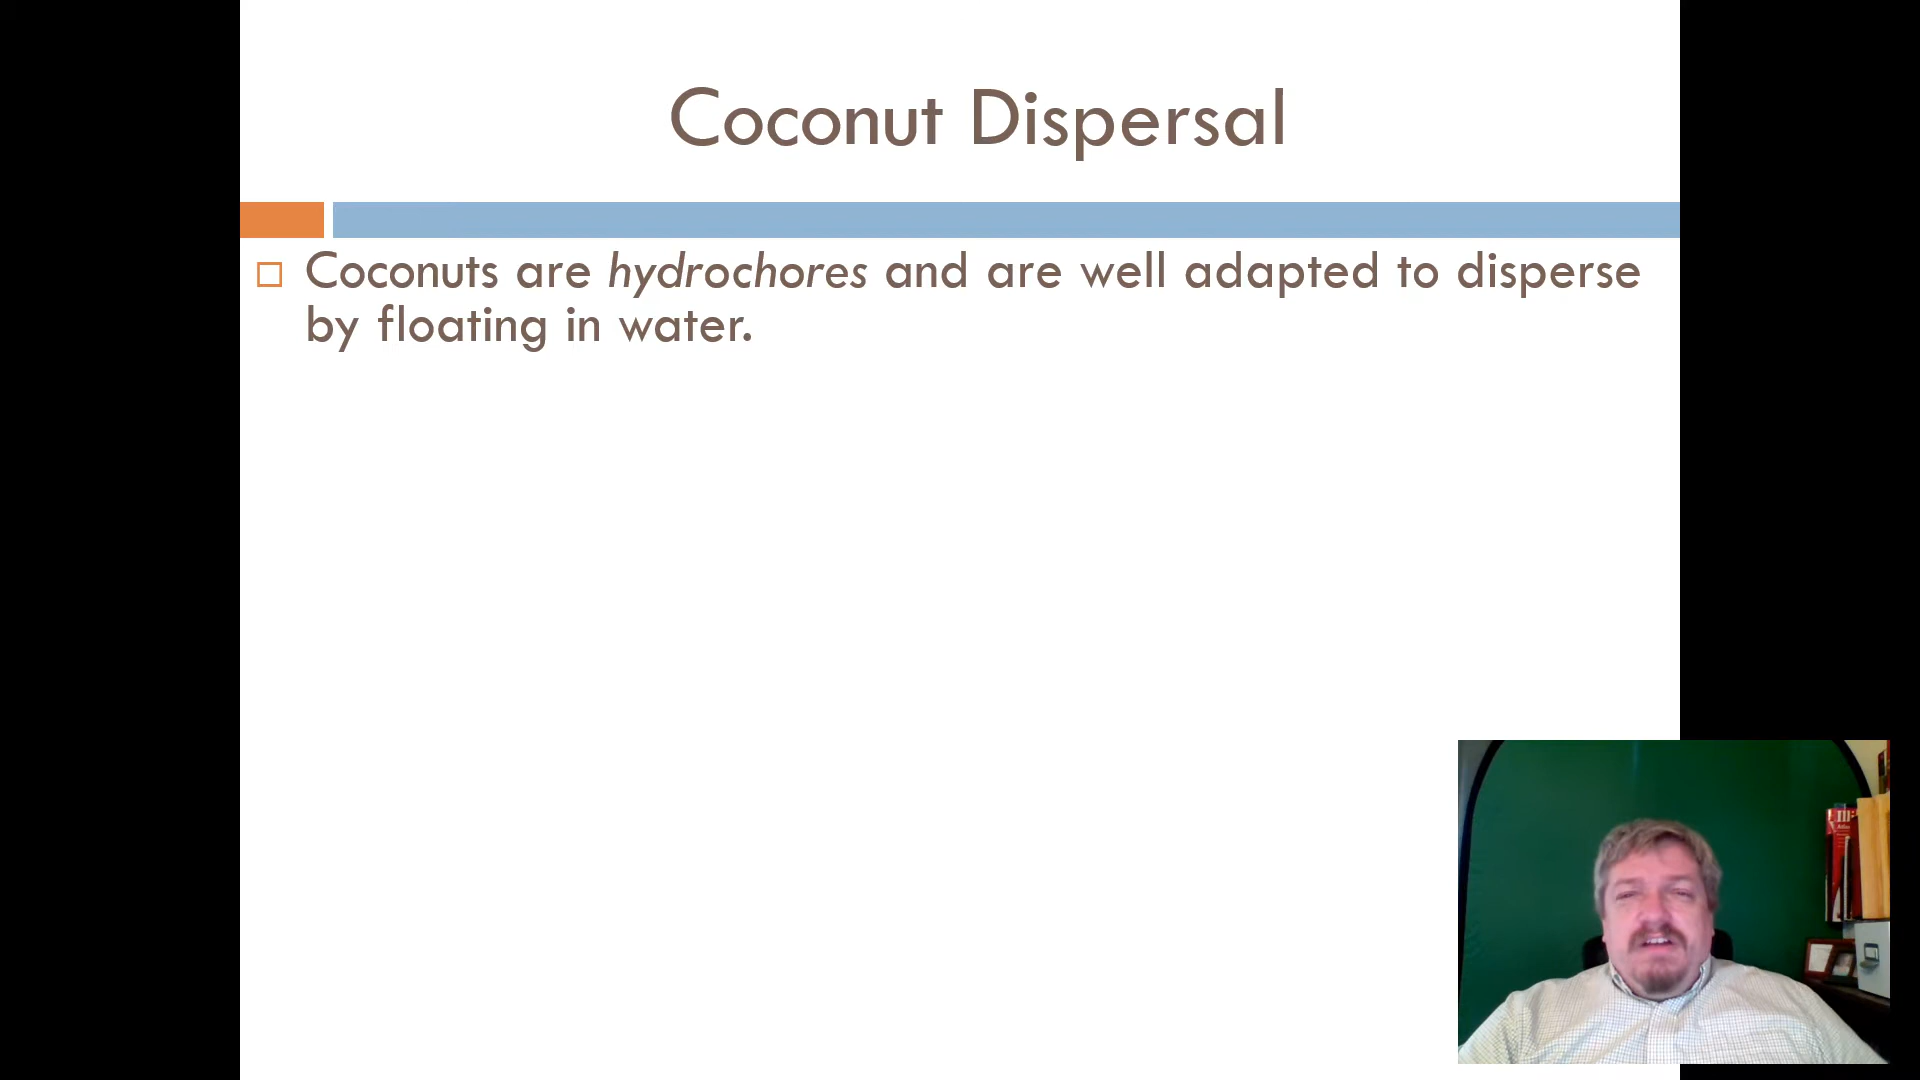 Coconut Dispersal
Coconuts are hydrochores and are well adapted to disperse
by floating in water.